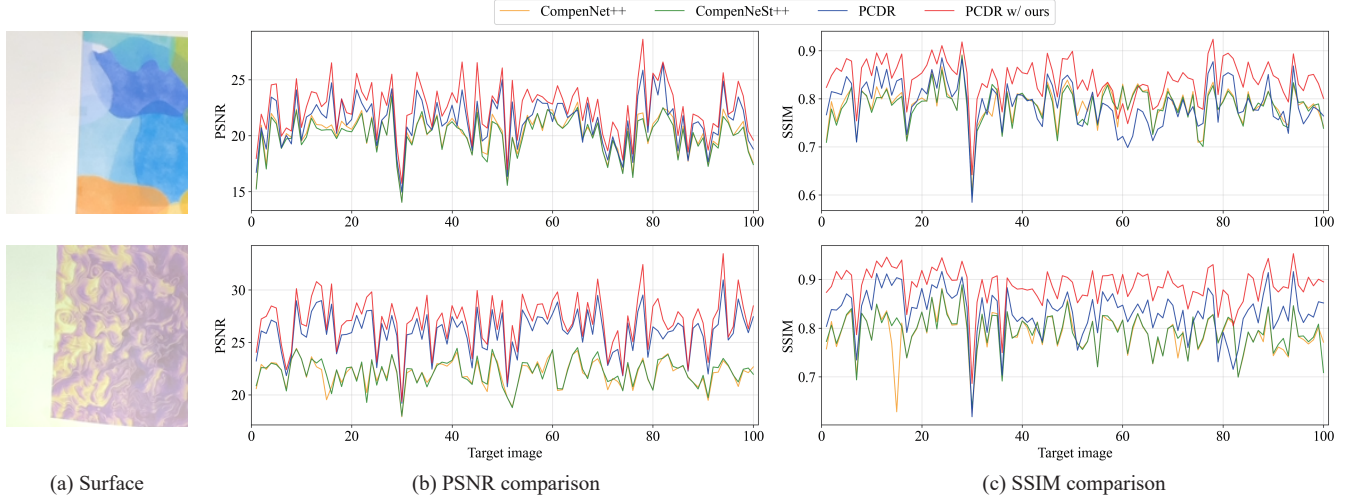 CompenNet++ CompenNeSt++ PCDR PCDR w/ ours
PSNR
25
20
15
0 20 40 60 80 100
SSIM
0.9
0.8
0.7
0.6
0 20 40 60 80 100
PSNR
30
25
20
0 20 40 60 80 100
Target image
SSIM
0.9
0.8
0.7
0 20 40 60 80 100
Target image
(a) Surface
(b) PSNR comparison
(c) SSIM comparison